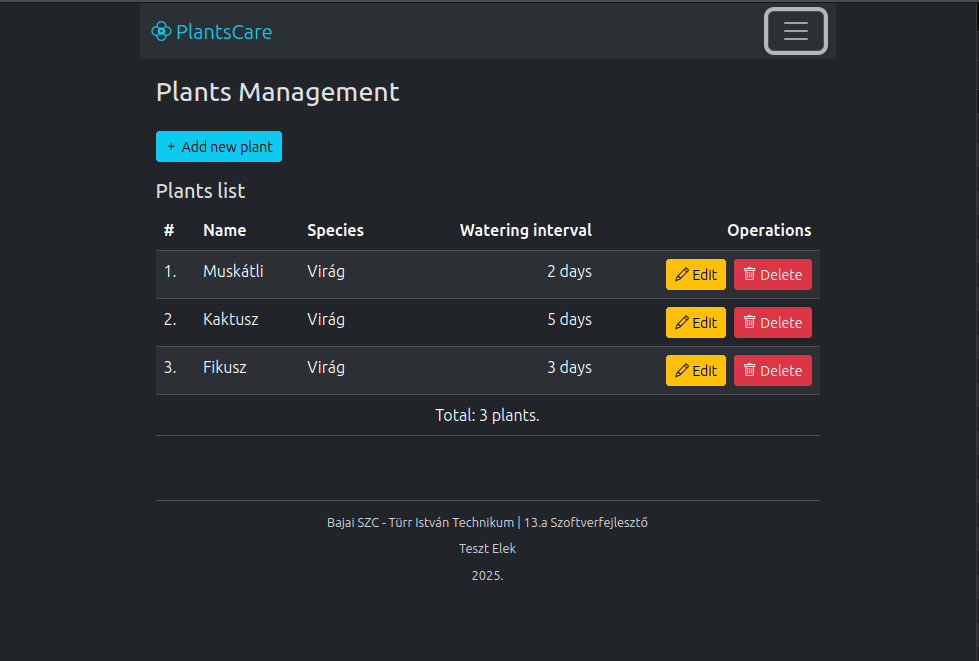 PlantsCare
Plants Management
+ Add new plant
Plants list
# Name Species Watering interval Operations
1. Muskátli Virág 2 days Edit Delete
2. Kaktusz Virág 5 days Edit Delete
3. Fikusz Virág 3 days Edit Delete
Total: 3 plants.
Bajai SZC - Türr István Technikum | 13.a Szoftverfejlesztő
Teszt Elek
2025.